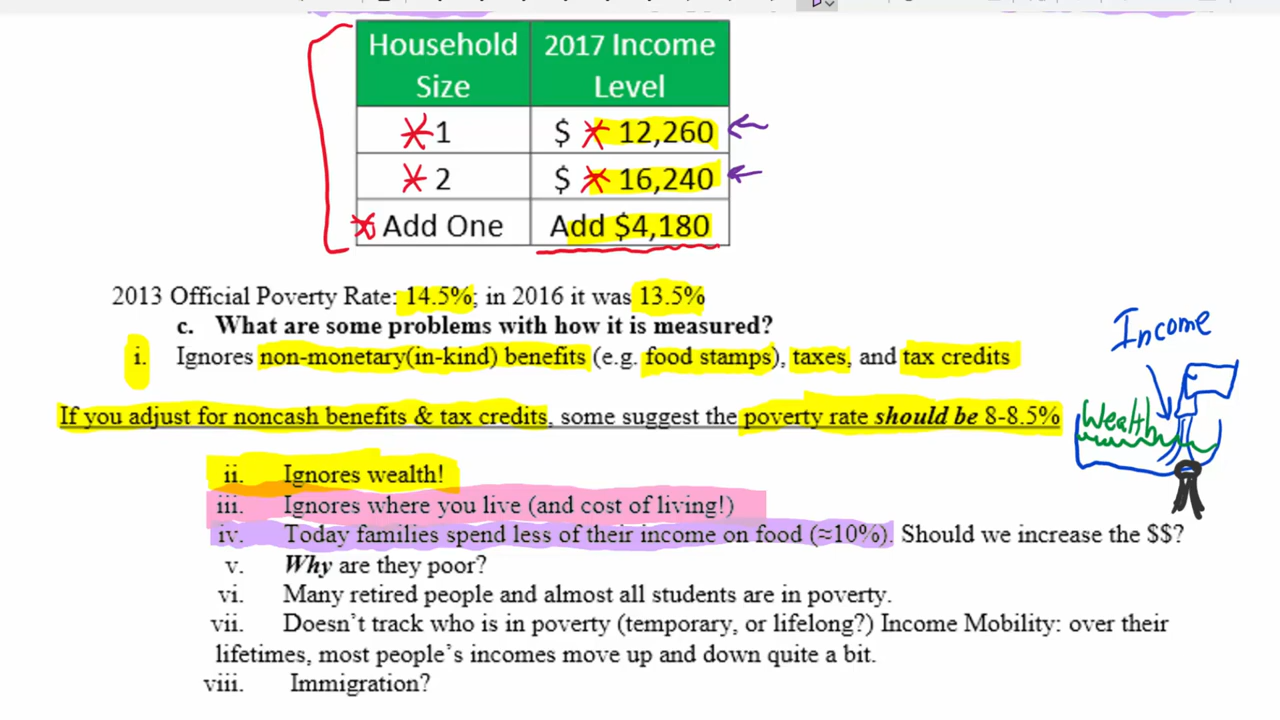 Household Size 2017 Income Level
1 $ 12,260
2 $ 16,240
Add One Add $4,180
2013 Official Poverty Rate: 14.5%; in 2016 it was 13.5%
c. What are some problems with how it is measured?
i. Ignores non-monetary(in-kind) benefits (e.g. food stamps), taxes, and tax credits
Income
If you adjust for noncash benefits & tax credits, some suggest the poverty rate should be 8-8.5%
Wealth
ii. Ignores wealth!
iii. Ignores where you live (and cost of living!)
iv. Today families spend less of their income on food (≈10%). Should we increase the $$?
v. Why are they poor?
vi. Many retired people and almost all students are in poverty.
vii. Doesn't track who is in poverty (temporary, or lifelong?) Income Mobility: over their
lifetimes, most people's incomes move up and down quite a bit.
viii. Immigration?